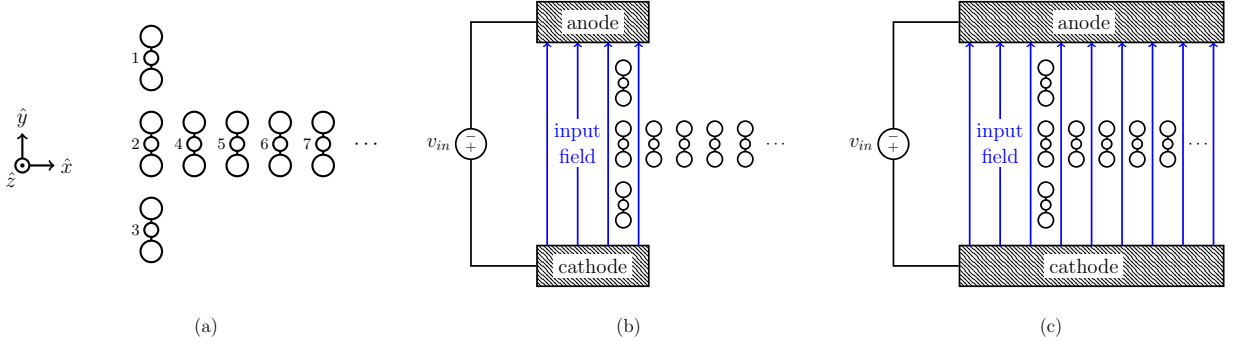 ŷ
x̂
ẑ
1
2
3
4
5
6
7
...
(a)
anode
v_in
−
+
input
field
...
cathode
(b)
anode
v_in
−
+
input
field
...
cathode
(c)